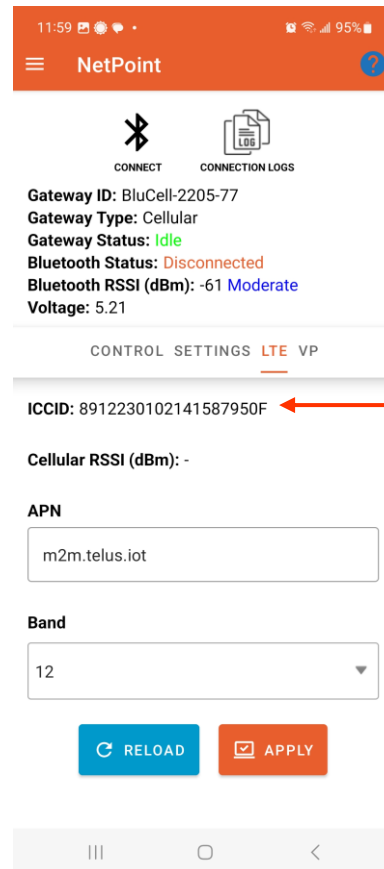 11:59 95%
NetPoint ?
LOG
CONNECT CONNECTION LOGS
Gateway ID: BluCell-2205-77
Gateway Type: Cellular
Gateway Status: Idle
Bluetooth Status: Disconnected
Bluetooth RSSI (dBm): -61 Moderate
Voltage: 5.21
CONTROL SETTINGS LTE VP
ICCID: 8912230102141587950F
Cellular RSSI (dBm): -
APN
m2m.telus.iot
Band
12
RELOAD APPLY